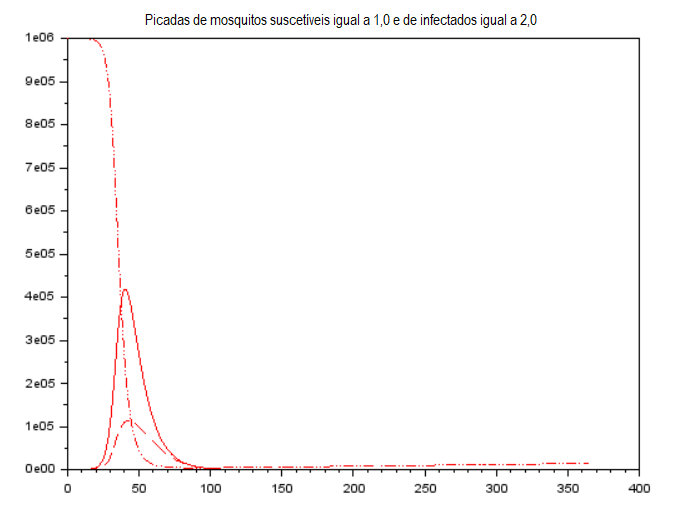 Picadas de mosquitos suscetíveis igual a 1,0 e de infectados igual a 2,0
1e06
9e05
8e05
7e05
6e05
5e05
4e05
3e05
2e05
1e05
0e00
0 50 100 150 200 250 300 350 400